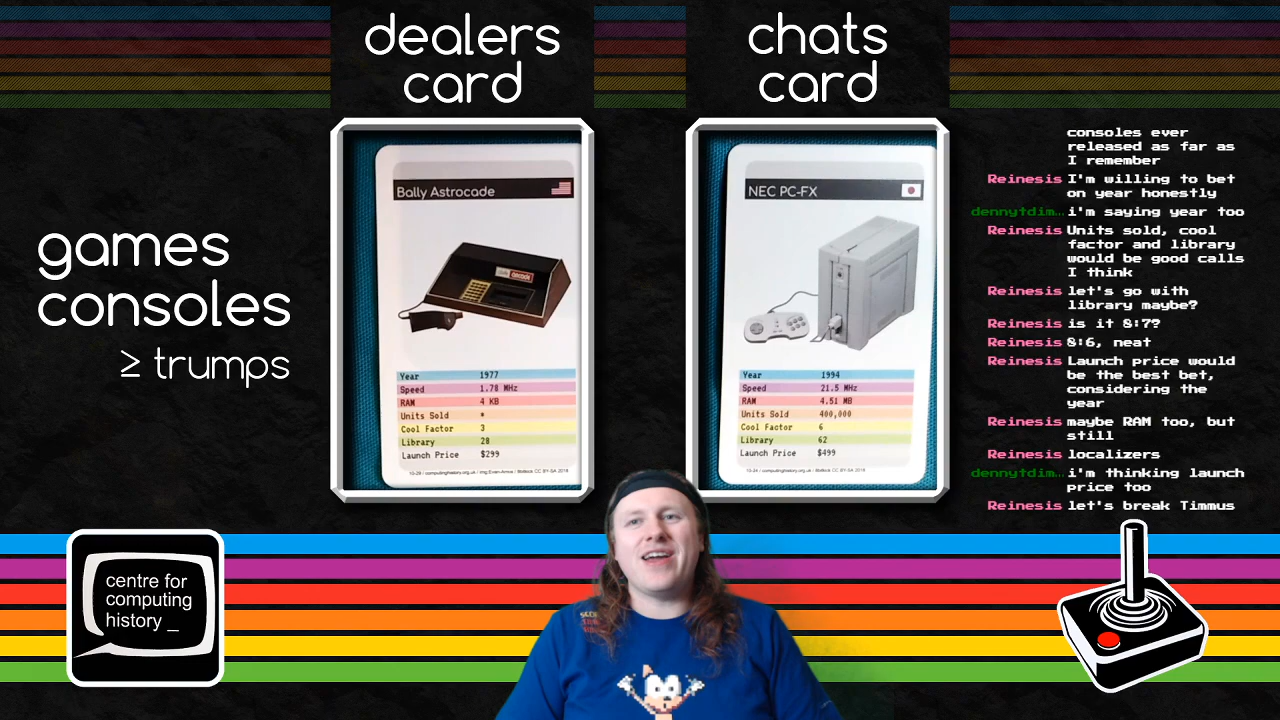 dealers
card
chats
card
games
consoles
≥ trumps
Bally Astrocade
Year 1977
Speed 1.78 MHz
RAM 4 KB
Units Sold *
Cool Factor 3
Library 28
Launch Price $299
NEC PC-FX
Year 1994
Speed 21.5 MHz
RAM 4.51 MB
Units Sold 400,000
Cool Factor 6
Library 62
Launch Price $499
consoles ever
released as far as
I remember
Reinesis I'm willing to bet
on year honestly
dennytdim… i'm saying year too
Reinesis Units sold, cool
factor and library
would be good calls
I think
Reinesis let's go with
library maybe?
Reinesis is it 8:7?
Reinesis 8:6, neat
Reinesis Launch price would
be the best bet,
considering the
year
Reinesis maybe RAM too, but
still
Reinesis localizers
dennytdim… i'm thinking launch
price too
Reinesis let's break Timmus
centre for
computing
history _